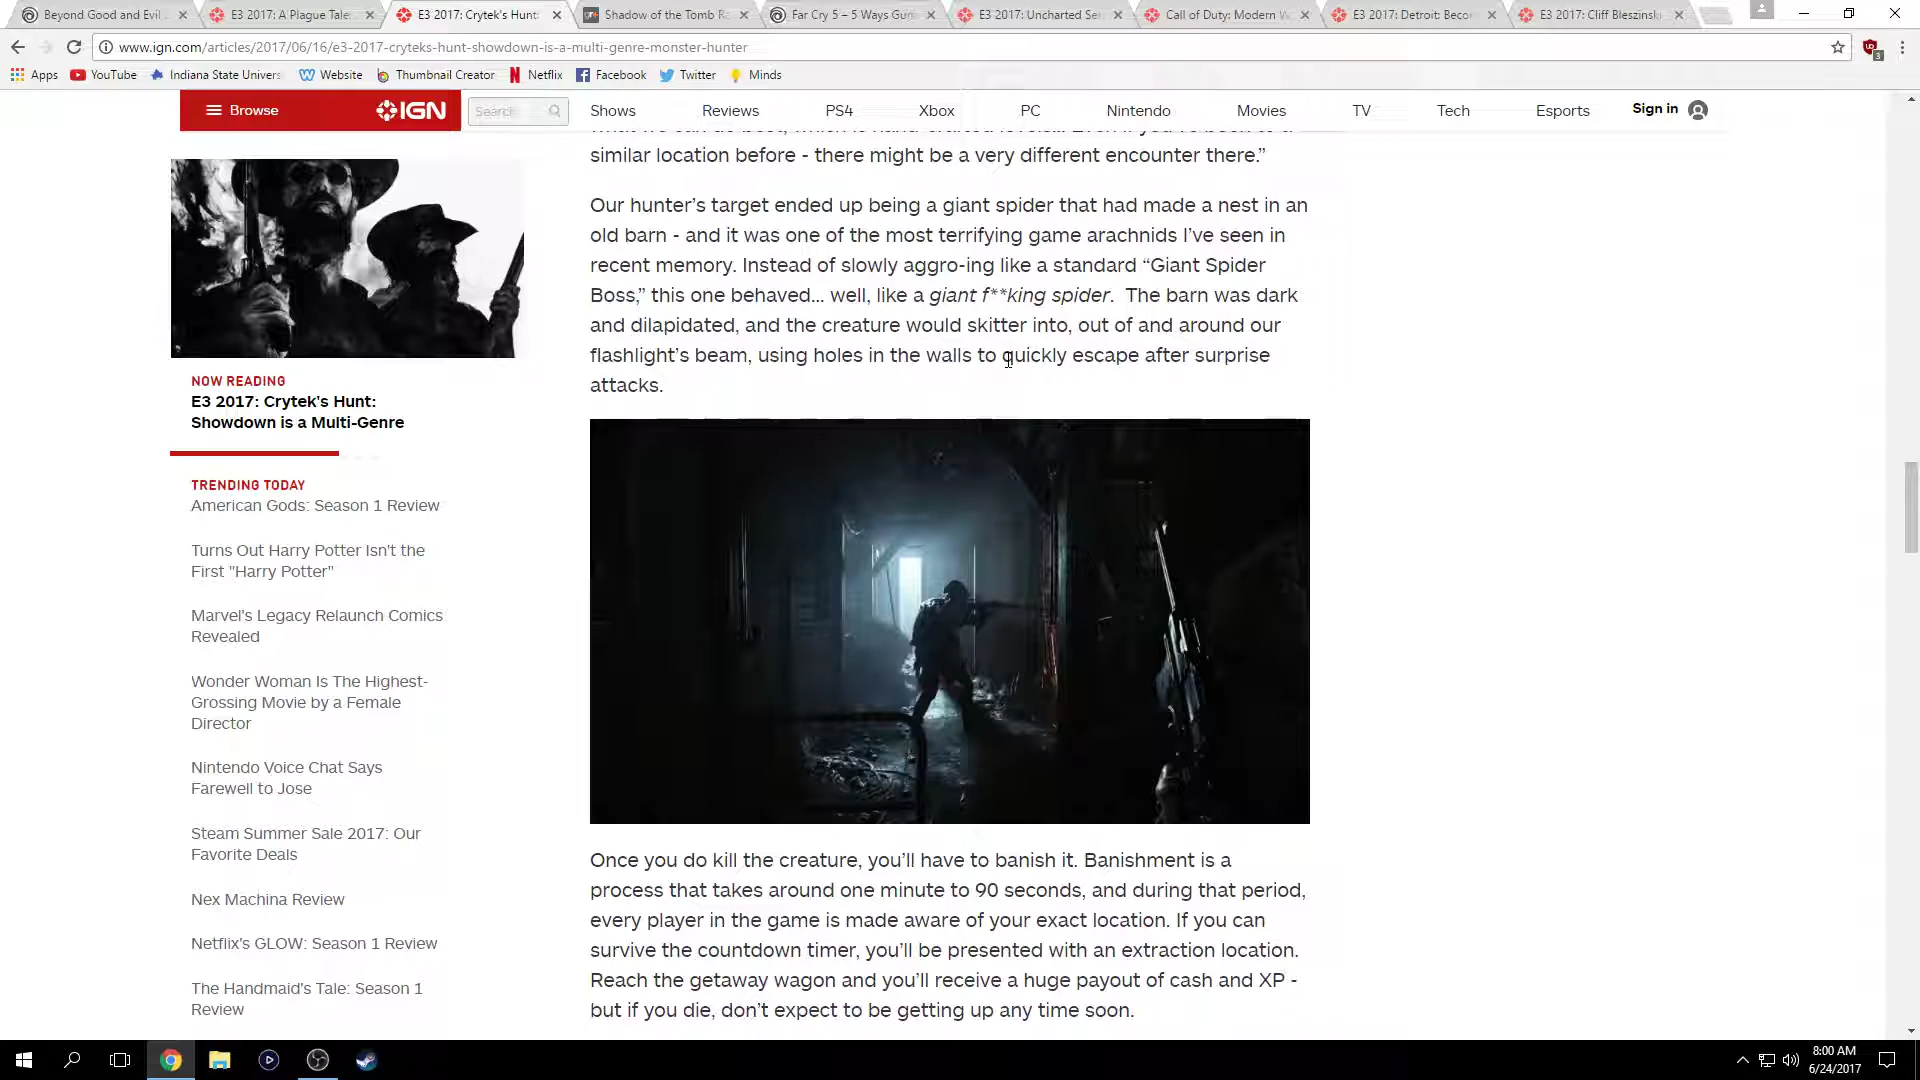 Beyond Good and Evil
E3 2017: A Plague Tale:
E3 2017: Crytek's Hunt:
Shadow of the Tomb Ra
Far Cry 5 – 5 Ways Gun
E3 2017: Uncharted Ser
Call of Duty: Modern W
E3 2017: Detroit: Becom
E3 2017: Cliff Bleszinski
www.ign.com/articles/2017/06/16/e3-2017-cryteks-hunt-showdown-is-a-multi-genre-monster-hunter
3
Apps YouTube Indiana State Univers Website Thumbnail Creator Netflix Facebook Twitter Minds
Browse IGN Search Shows Reviews PS4 Xbox PC Nintendo Movies TV Tech Esports Sign in
similar location before - there might be a very different encounter there.”
Our hunter’s target ended up being a giant spider that had made a nest in an
old barn - and it was one of the most terrifying game arachnids I’ve seen in
recent memory. Instead of slowly aggro-ing like a standard “Giant Spider
Boss,” this one behaved... well, like a giant f**king spider. The barn was dark
and dilapidated, and the creature would skitter into, out of and around our
flashlight’s beam, using holes in the walls to quickly escape after surprise
attacks.
NOW READING
E3 2017: Crytek’s Hunt:
Showdown is a Multi-Genre
TRENDING TODAY
American Gods: Season 1 Review
Turns Out Harry Potter Isn't the
First "Harry Potter"
Marvel's Legacy Relaunch Comics
Revealed
Wonder Woman Is The Highest-
Grossing Movie by a Female
Director
Nintendo Voice Chat Says
Farewell to Jose
Steam Summer Sale 2017: Our
Favorite Deals
Nex Machina Review
Netflix's GLOW: Season 1 Review
The Handmaid's Tale: Season 1
Review
Once you do kill the creature, you’ll have to banish it. Banishment is a
process that takes around one minute to 90 seconds, and during that period,
every player in the game is made aware of your exact location. If you can
survive the countdown timer, you’ll be presented with an extraction location.
Reach the getaway wagon and you’ll receive a huge payout of cash and XP -
but if you die, don’t expect to be getting up any time soon.
8:00 AM
6/24/2017